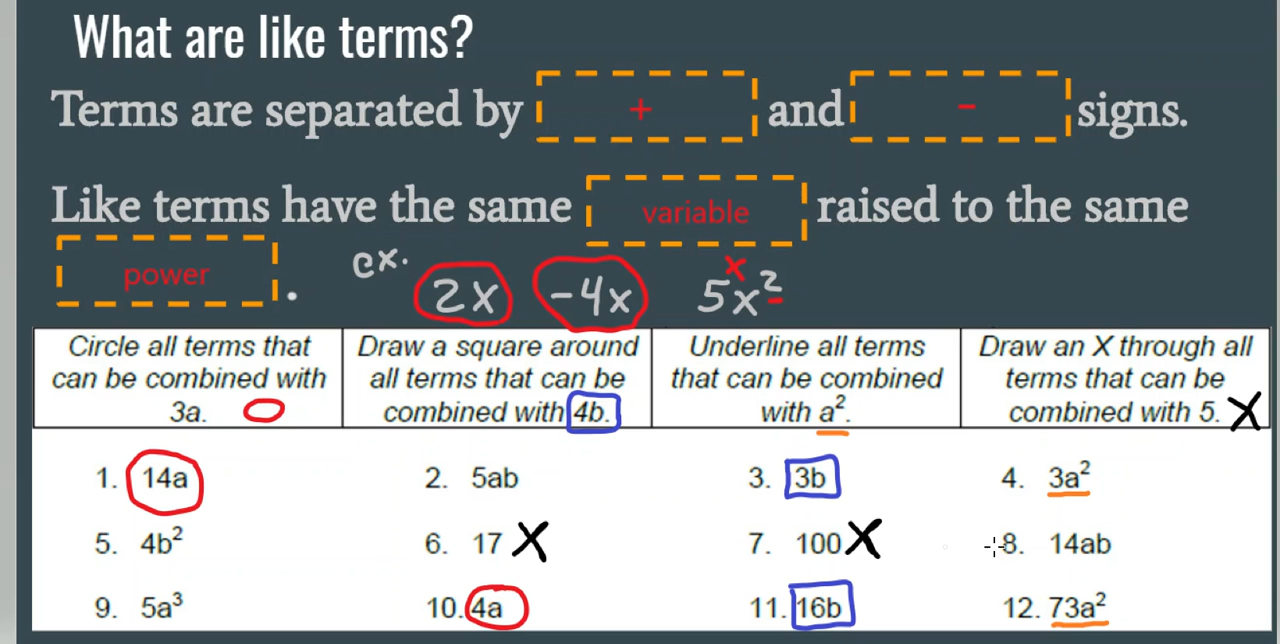 What are like terms?
Terms are separated by + and - signs.
Like terms have the same variable raised to the same
power .
ex. 2x -4x 5x²
x
Circle all terms that can be combined with 3a.
Draw a square around all terms that can be combined with 4b.
Underline all terms that can be combined with a².
Draw an X through all terms that can be combined with 5. X
1. 14a 2. 5ab 3. 3b 4. 3a²
5. 4b² 6. 17 X 7. 100 X 8. 14ab
9. 5a³ 10. 4a 11. 16b 12. 73a²